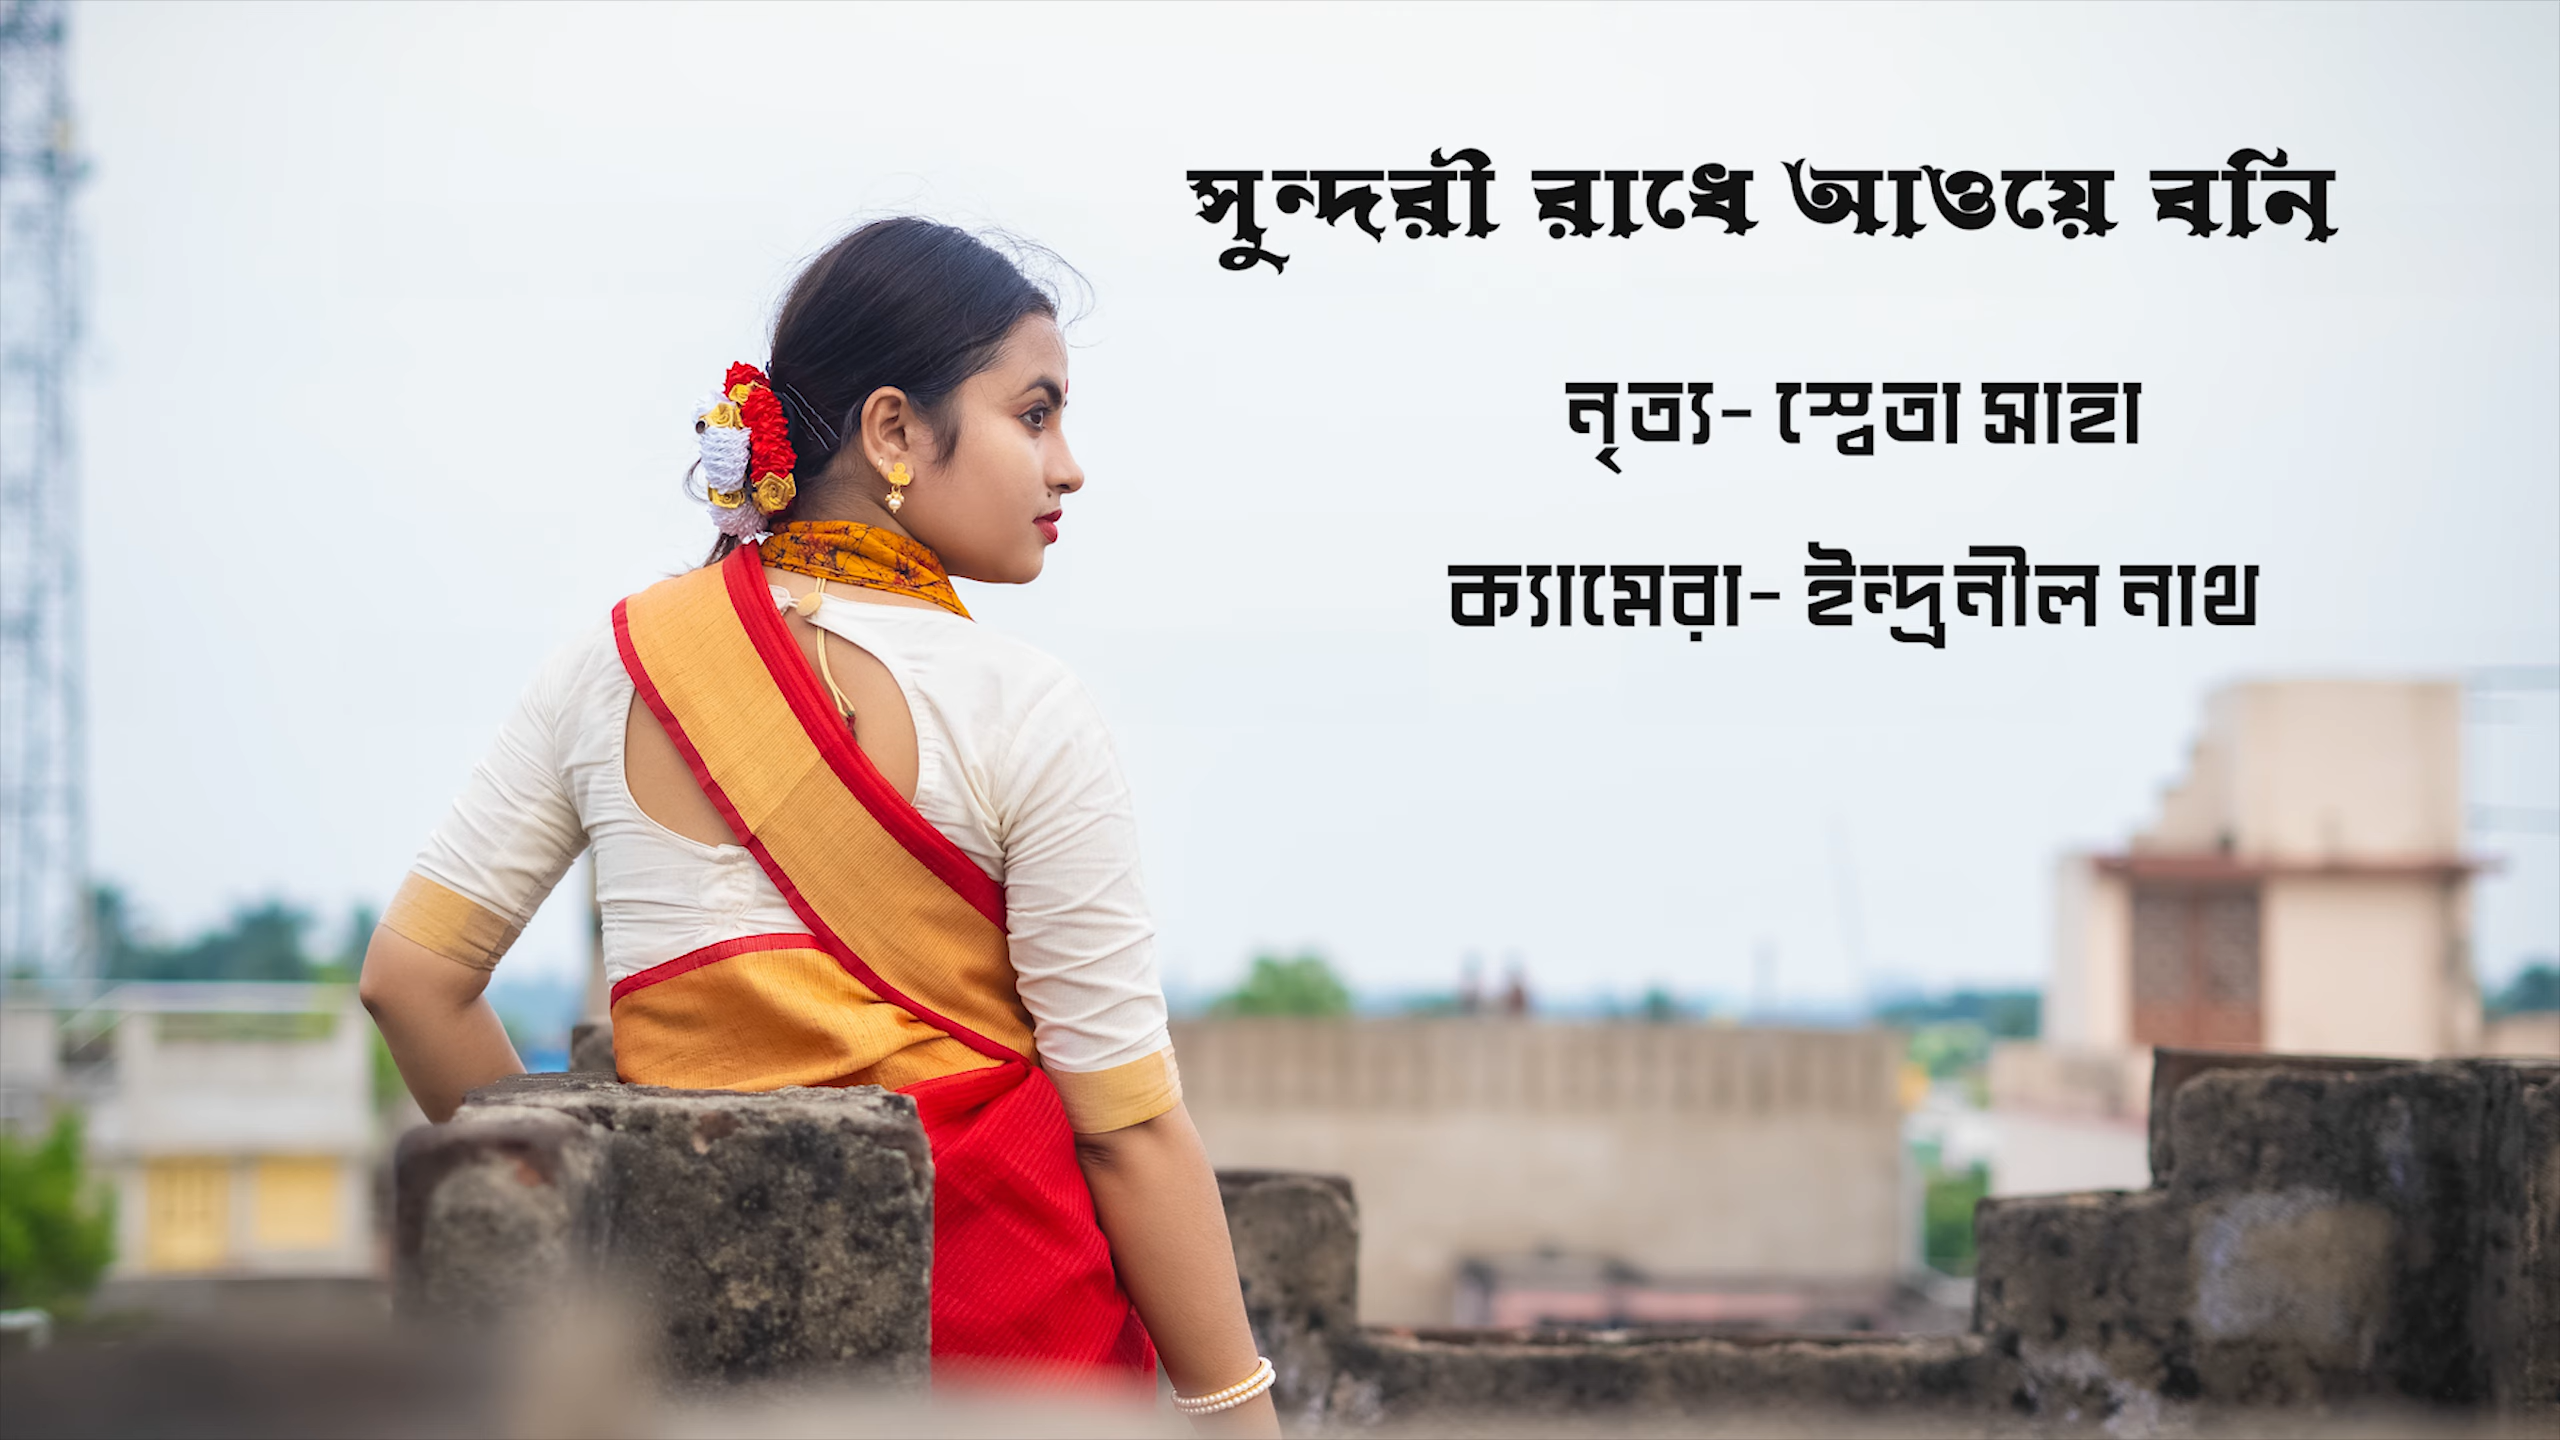 সুন্দরী রাধে আওয়ে বনি
নৃত্য- স্বেতা সাহা
ক্যামেরা- ইন্দ্রনীল নাথ